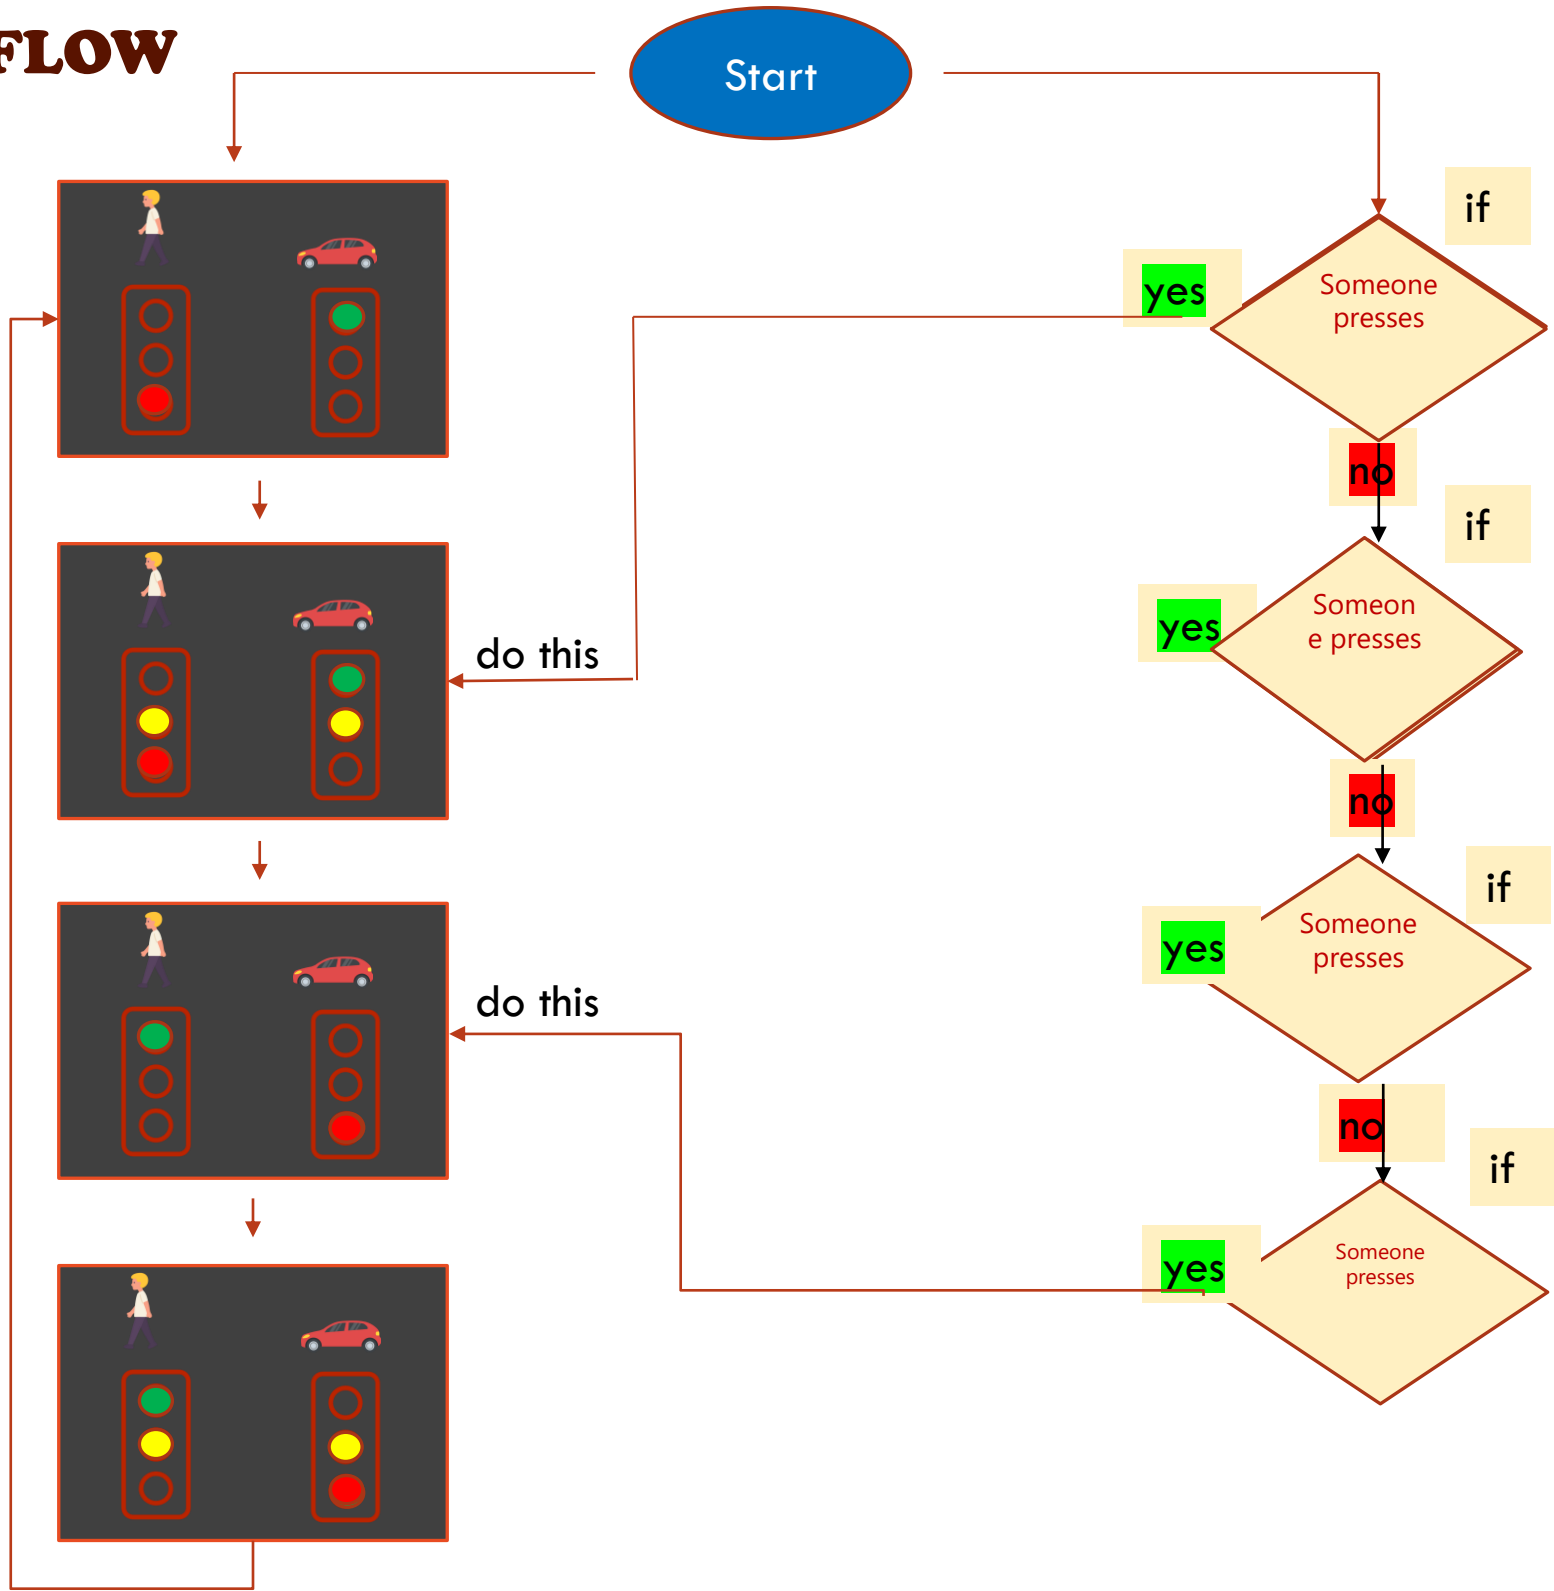 FLOW
Start
if
yes
Someone
presses
no
if
yes
Someon
e presses
do this
no
if
yes
Someone
presses
do this
no
if
yes
Someone
presses